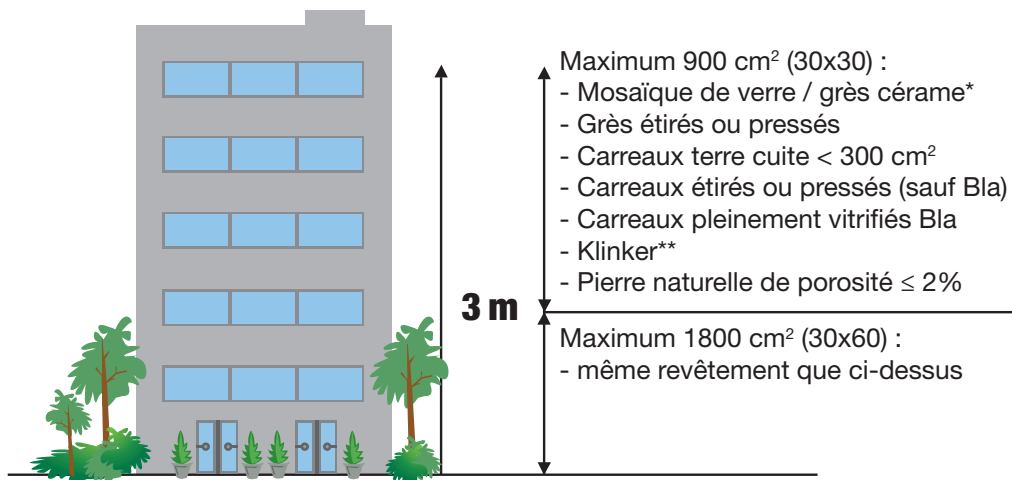 Maximum 900 cm² (30x30) :
- Mosaïque de verre / grès cérame*
- Grès étirés ou pressés
- Carreaux terre cuite < 300 cm²
- Carreaux étirés ou pressés (sauf Bla)
- Carreaux pleinement vitrifiés Bla
- Klinker**
- Pierre naturelle de porosité ≤ 2%
3 m
Maximum 1800 cm² (30x60) :
- même revêtement que ci-dessus